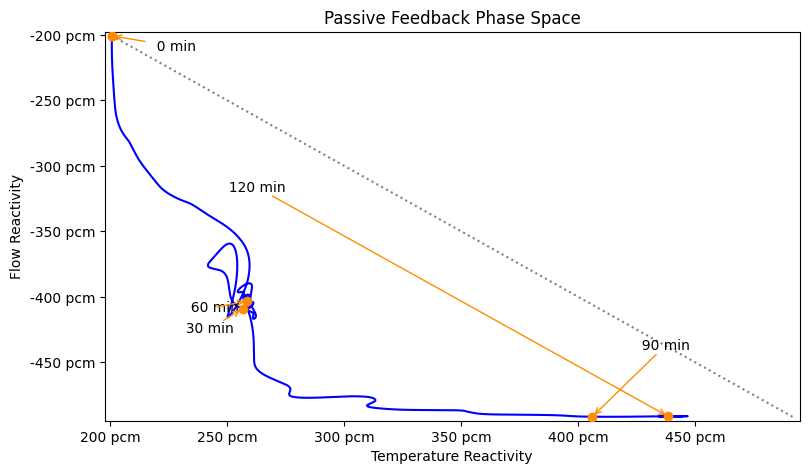 Passive Feedback Phase Space
-200 pcm
0 min
-250 pcm
-300 pcm
120 min
-350 pcm
Flow Reactivity
-400 pcm
60 min
30 min
90 min
-450 pcm
200 pcm 250 pcm 300 pcm 350 pcm 400 pcm 450 pcm
Temperature Reactivity